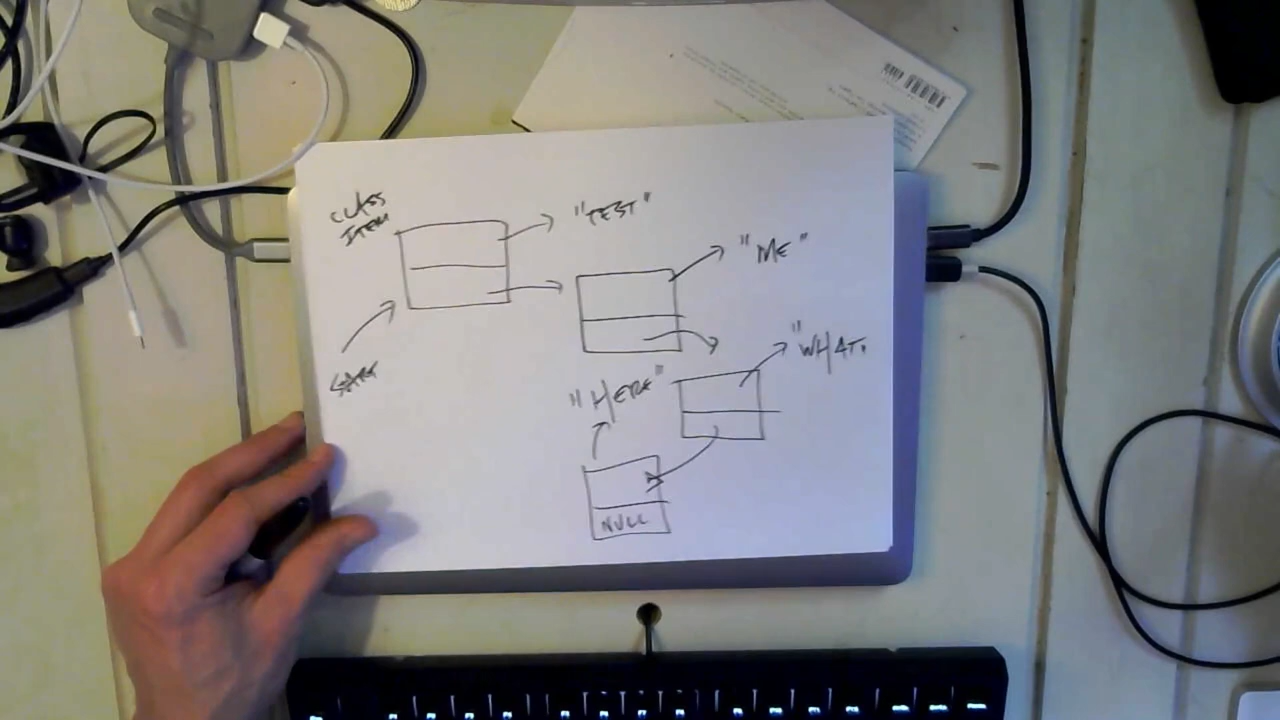 CLASS
ITEM
"TEST"
"ME"
"WHAT"
START
"HERE"
NULL